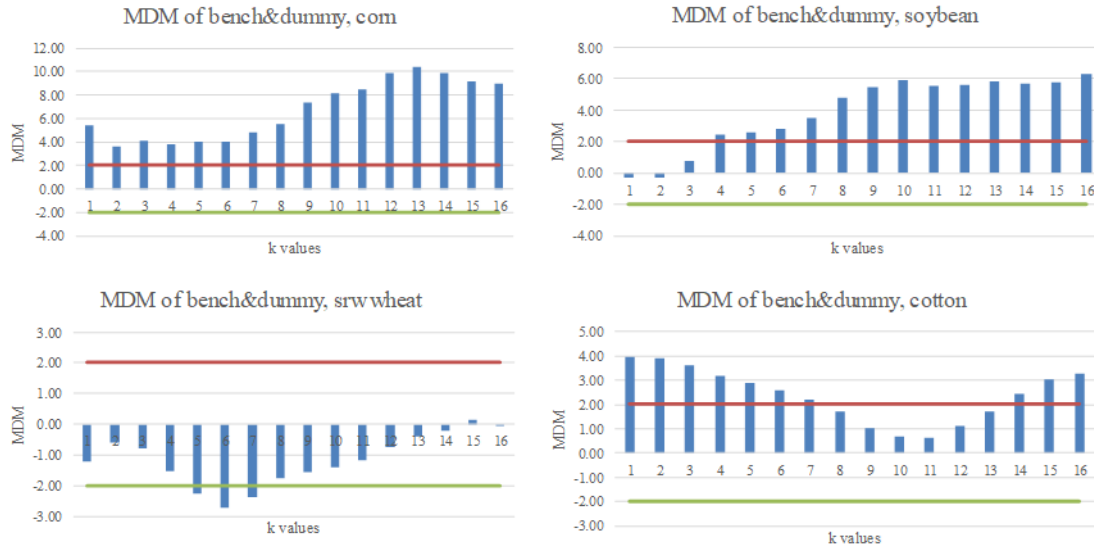 MDM of bench&dummy, corn
12.00
10.00
8.00
6.00
4.00
2.00
0.00
-2.00
-4.00
MDM
1 2 3 4 5 6 7 8 9 10 11 12 13 14 15 16
k values
MDM of bench&dummy, soybean
8.00
6.00
4.00
2.00
0.00
-2.00
-4.00
MDM
1 2 3 4 5 6 7 8 9 10 11 12 13 14 15 16
k values
MDM of bench&dummy, srw wheat
3.00
2.00
1.00
0.00
-1.00
-2.00
-3.00
MDM
1 2 3 4 5 6 7 8 9 10 11 12 13 14 15 16
k values
MDM of bench&dummy, cotton
5.00
4.00
3.00
2.00
1.00
0.00
-1.00
-2.00
-3.00
MDM
1 2 3 4 5 6 7 8 9 10 11 12 13 14 15 16
k values